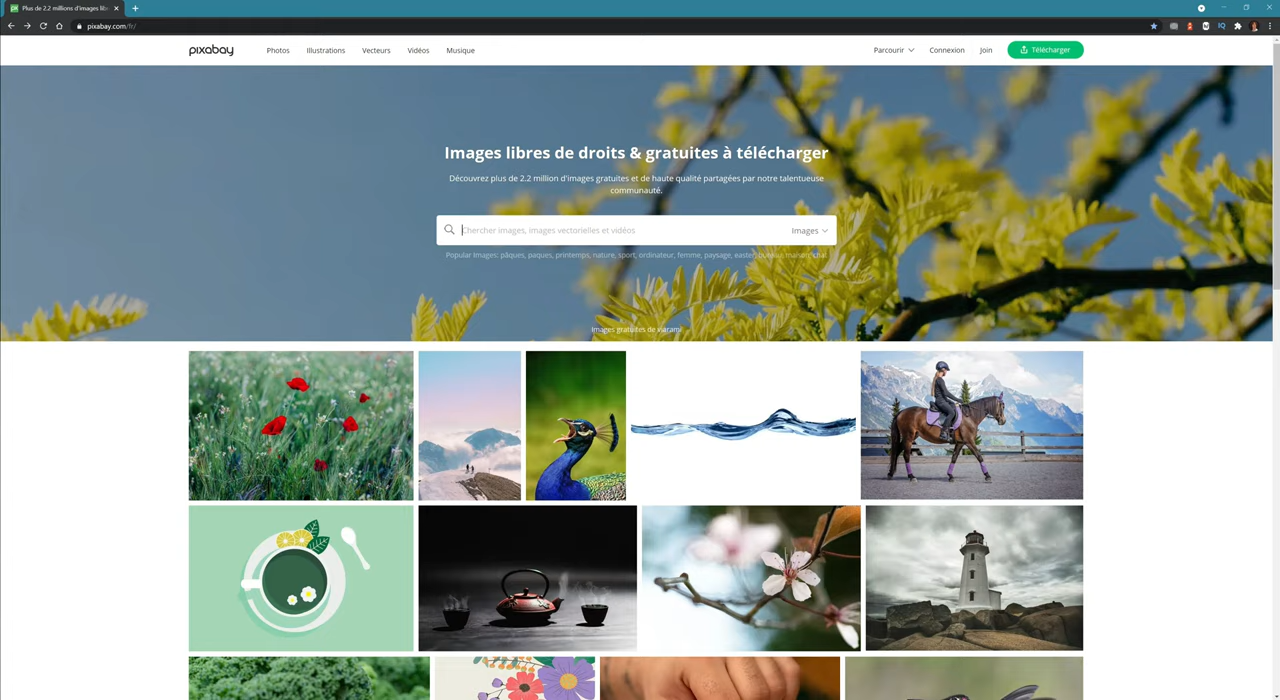 Plus de 2.2 millions d'images lib
pixabay.com/fr/
pixabay
Photos
Illustrations
Vecteurs
Vidéos
Musique
Parcourir
Connexion
Join
Télécharger
Images libres de droits & gratuites à télécharger
Découvrez plus de 2.2 million d'images gratuites et de haute qualité partagées par notre talentueuse
communauté.
Chercher images, images vectorielles et vidéos
Images
Popular Images: pâques, paques, printemps, nature, sport, ordinateur, femme, paysage, easter, bureau, maison, chat
Images gratuites de